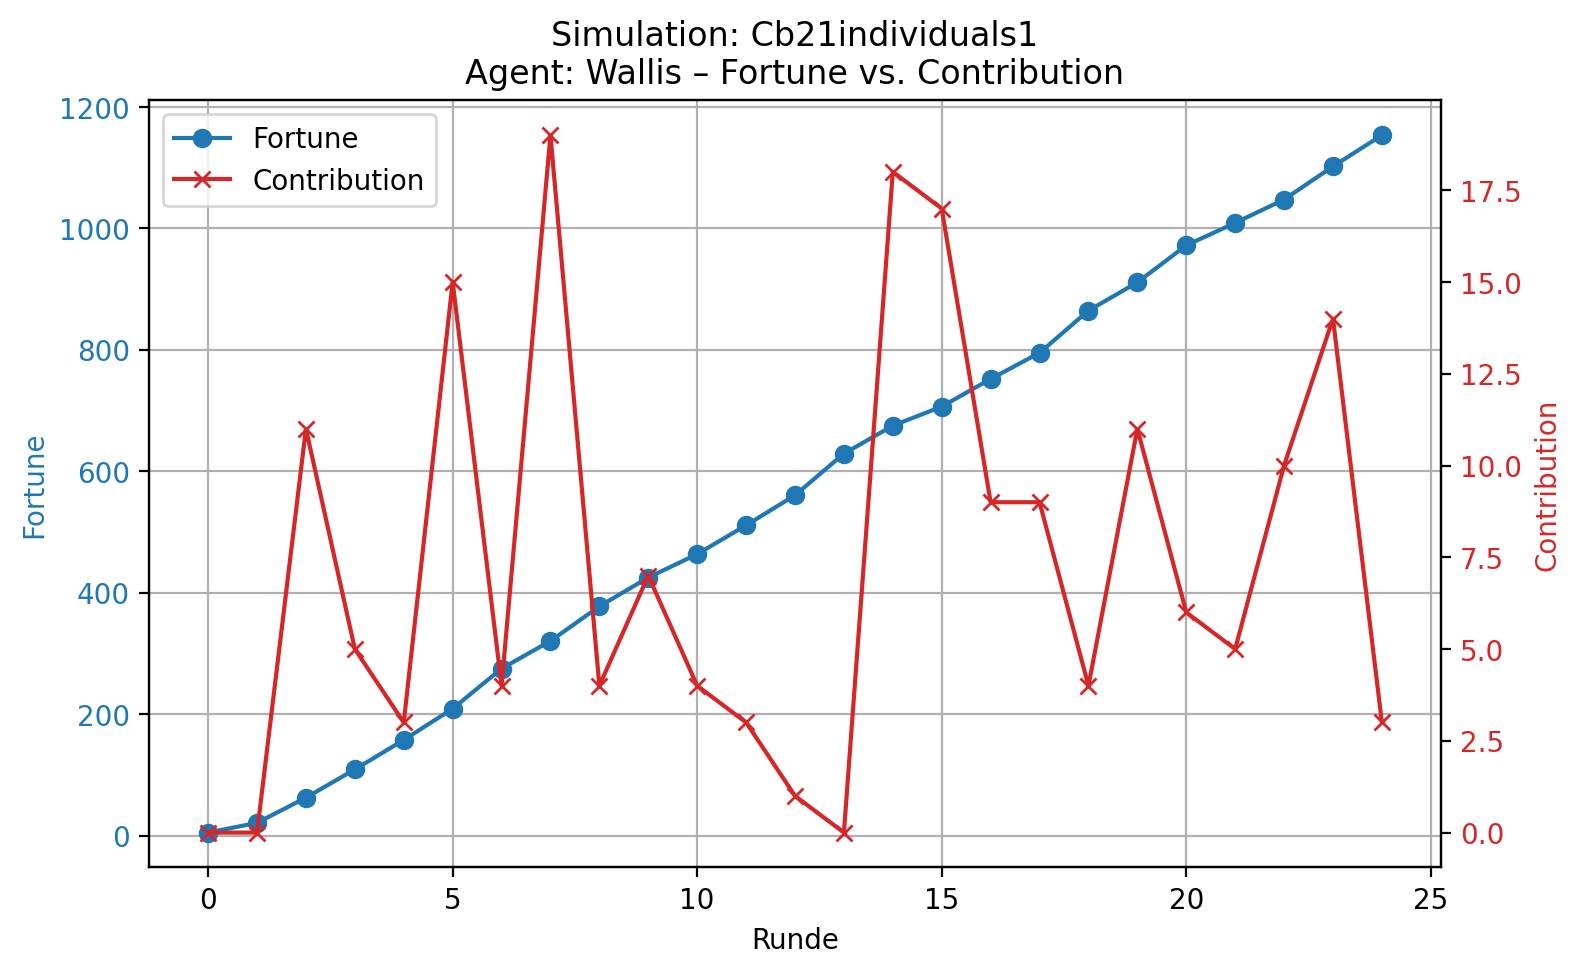 Simulation: Cb21individuals1
Agent: Wallis – Fortune vs. Contribution
Fortune
Contribution
1200
1000
800
600
400
200
0
Fortune
17.5
15.0
12.5
10.0
7.5
5.0
2.5
0.0
Contribution
0 5 10 15 20 25
Runde